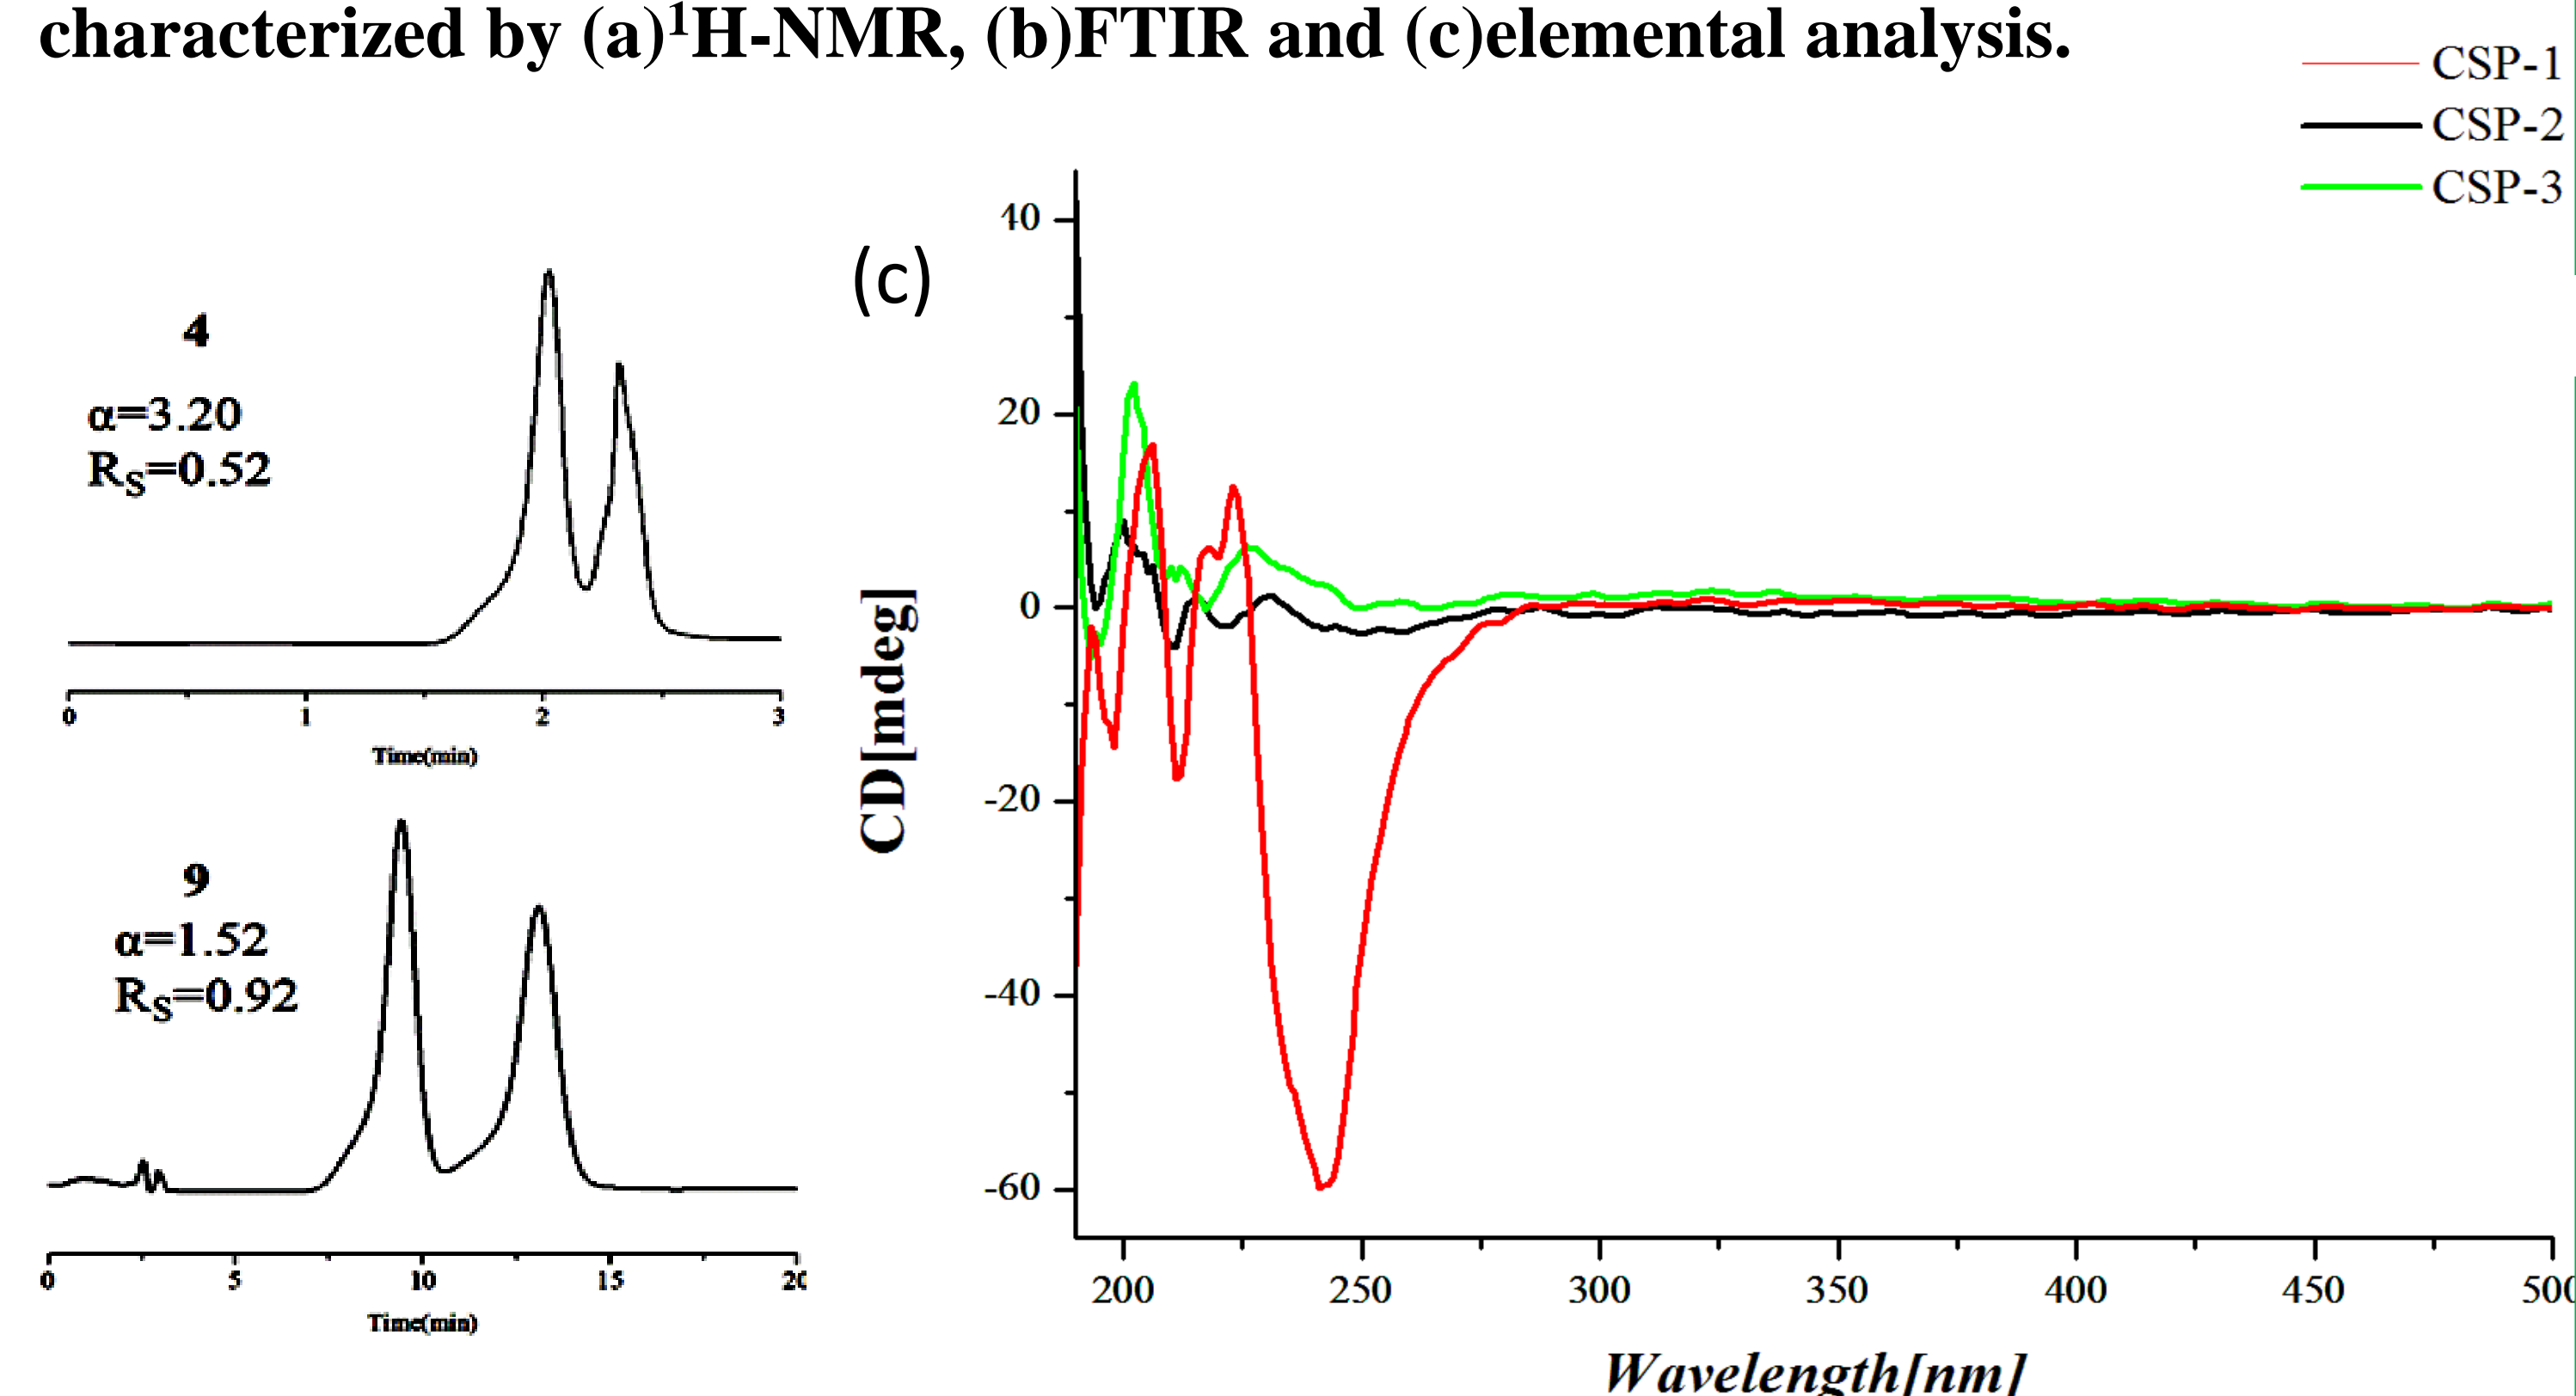 characterized by (a)¹H-NMR, (b)FTIR and (c)elemental analysis.
CSP-1
CSP-2
CSP-3
4
α=3.20
RS=0.52
0 1 2 3
Time(min)
9
α=1.52
RS=0.92
0 5 10 15 20
Time(min)
(c)
CD[mdeg]
40
20
0
-20
-40
-60
200 250 300 350 400 450 500
Wavelength[nm]